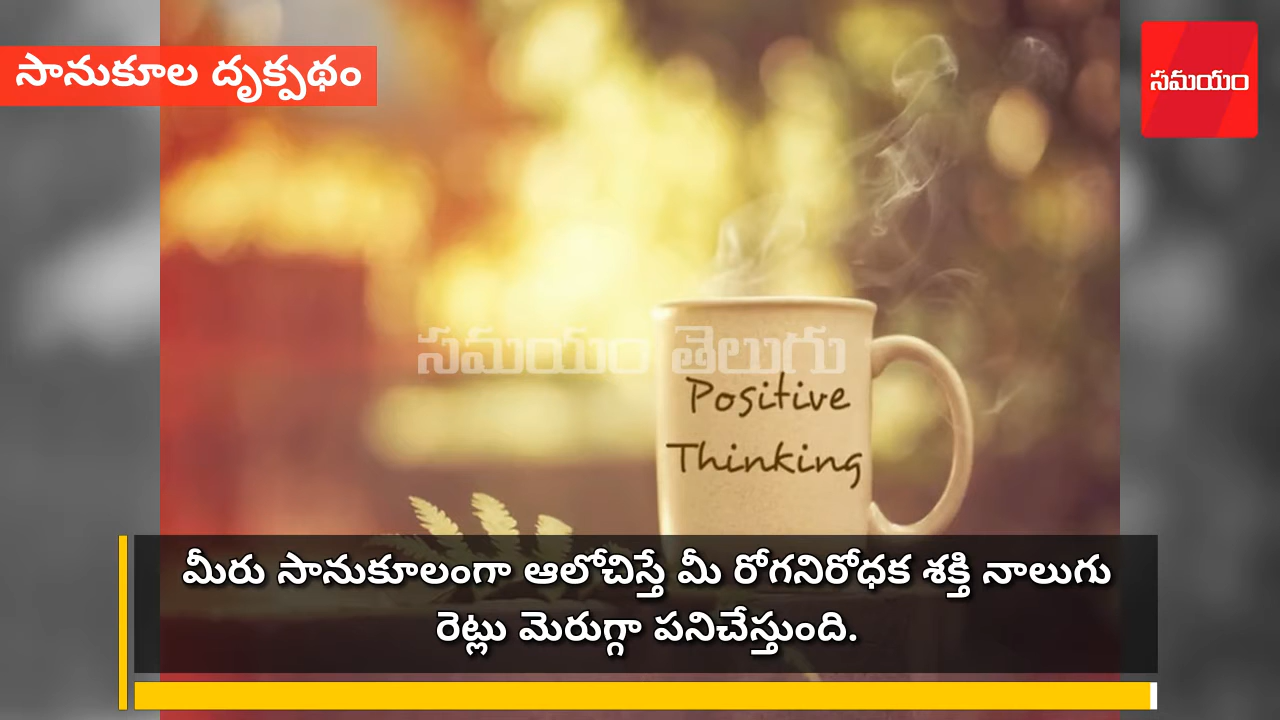 సానుకూల దృక్పథం
సమయం
సమయం తెలుగు
Positive
Thinking
మీరు సానుకూలంగా ఆలోచిస్తే మీ రోగనిరోధక శక్తి నాలుగు
రెట్లు మెరుగ్గా పనిచేస్తుంది.